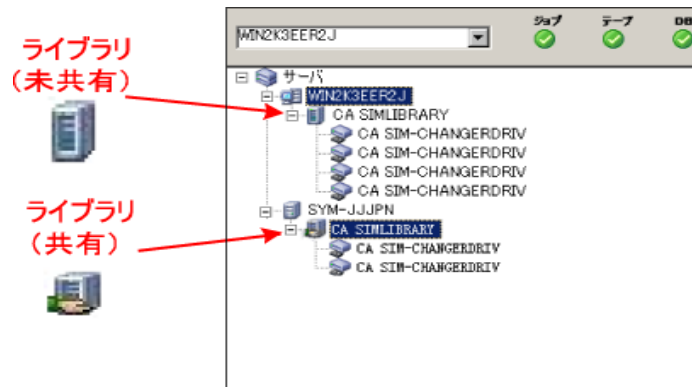 ライブラリ
(未共有)
ライブラリ
(共有)
WIN2K3EER2J
ジョブ
テープ
DB
サーバ
WIN2K3EER2J
CA SIMLIBRARY
CA SIM-CHANGERDRIV
CA SIM-CHANGERDRIV
CA SIM-CHANGERDRIV
CA SIM-CHANGERDRIV
SYM-JJJPN
CA SIMLIBRARY
CA SIM-CHANGERDRIV
CA SIM-CHANGERDRIV